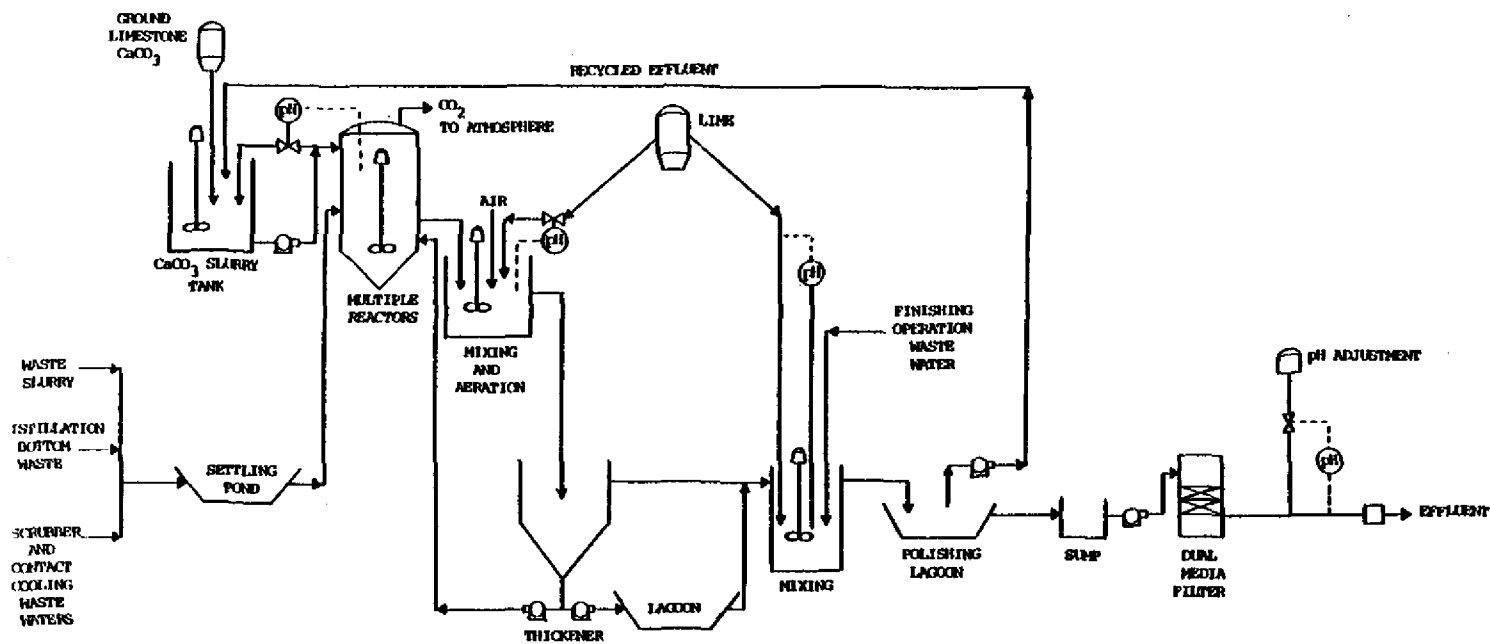 GROUND
LIMESTONE
CaCO3
RECYCLED EFFLUENT
pH
CO2
TO ATMOSPHERE
LIME
AIR
pH
CaCO3 SLURRY
TANK
MULTIPLE
REACTORS
pH
MIXING
AND
AERATION
FINISHING
OPERATION
WASTE
WATER
WASTE
SLURRY
pH ADJUSTMENT
ISTILLATION
BOTTOM
WASTE
SETTLING
POND
pH
SCRUBBER
AND
CONTACT
COOLING
WASTE
WATERS
EFFLUENT
POLISHING
LAGOON
SUMP
DUAL
MEDIA
FILTER
MIXING
LAGOON
THICKENER